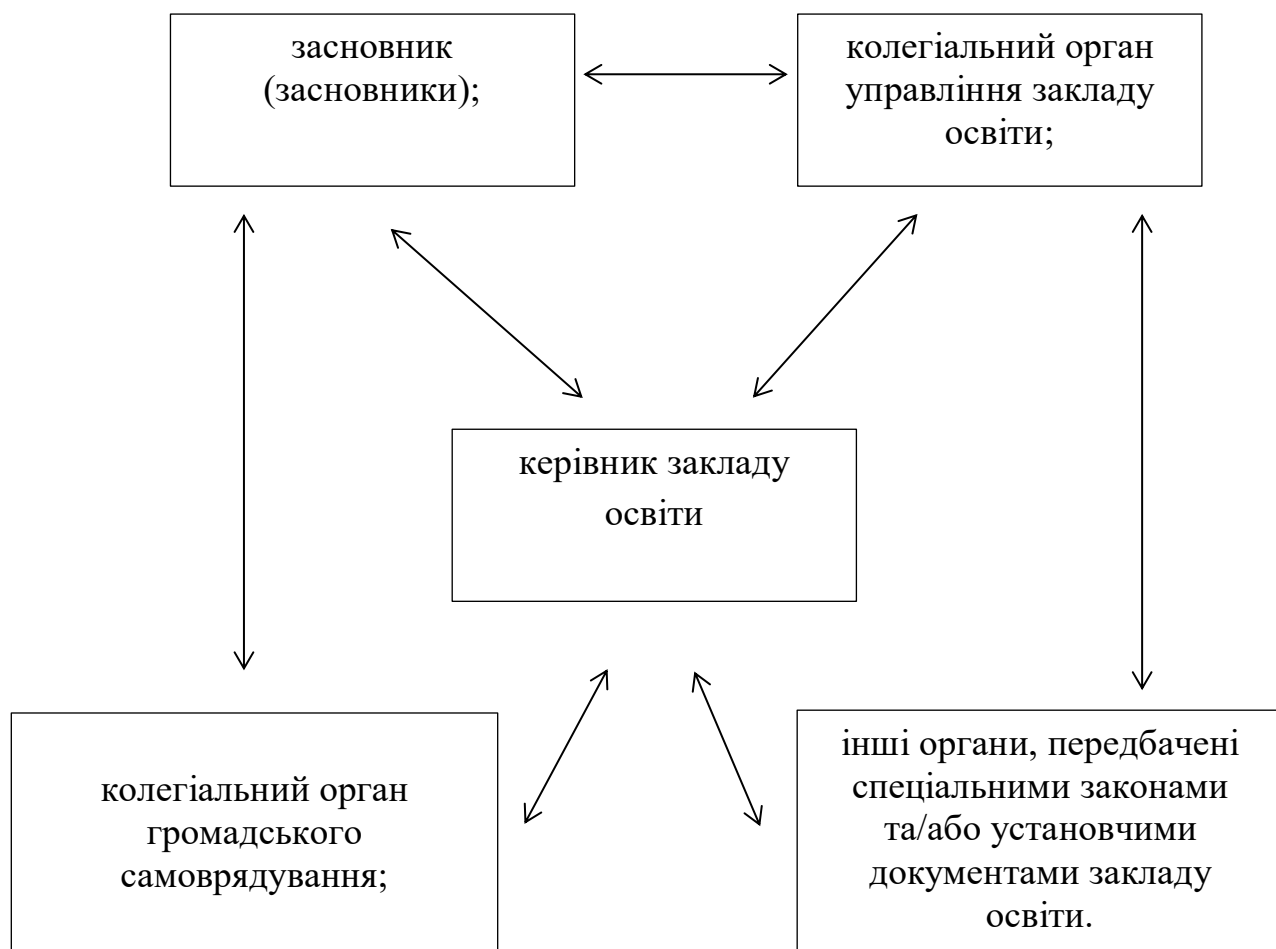 засновник
(засновники);
колегіальний орган
управління закладу
освіти;
керівник закладу
освіти
колегіальний орган
громадського
самоврядування;
інші органи, передбачені
спеціальними законами
та/або установчими
документами закладу
освіти.